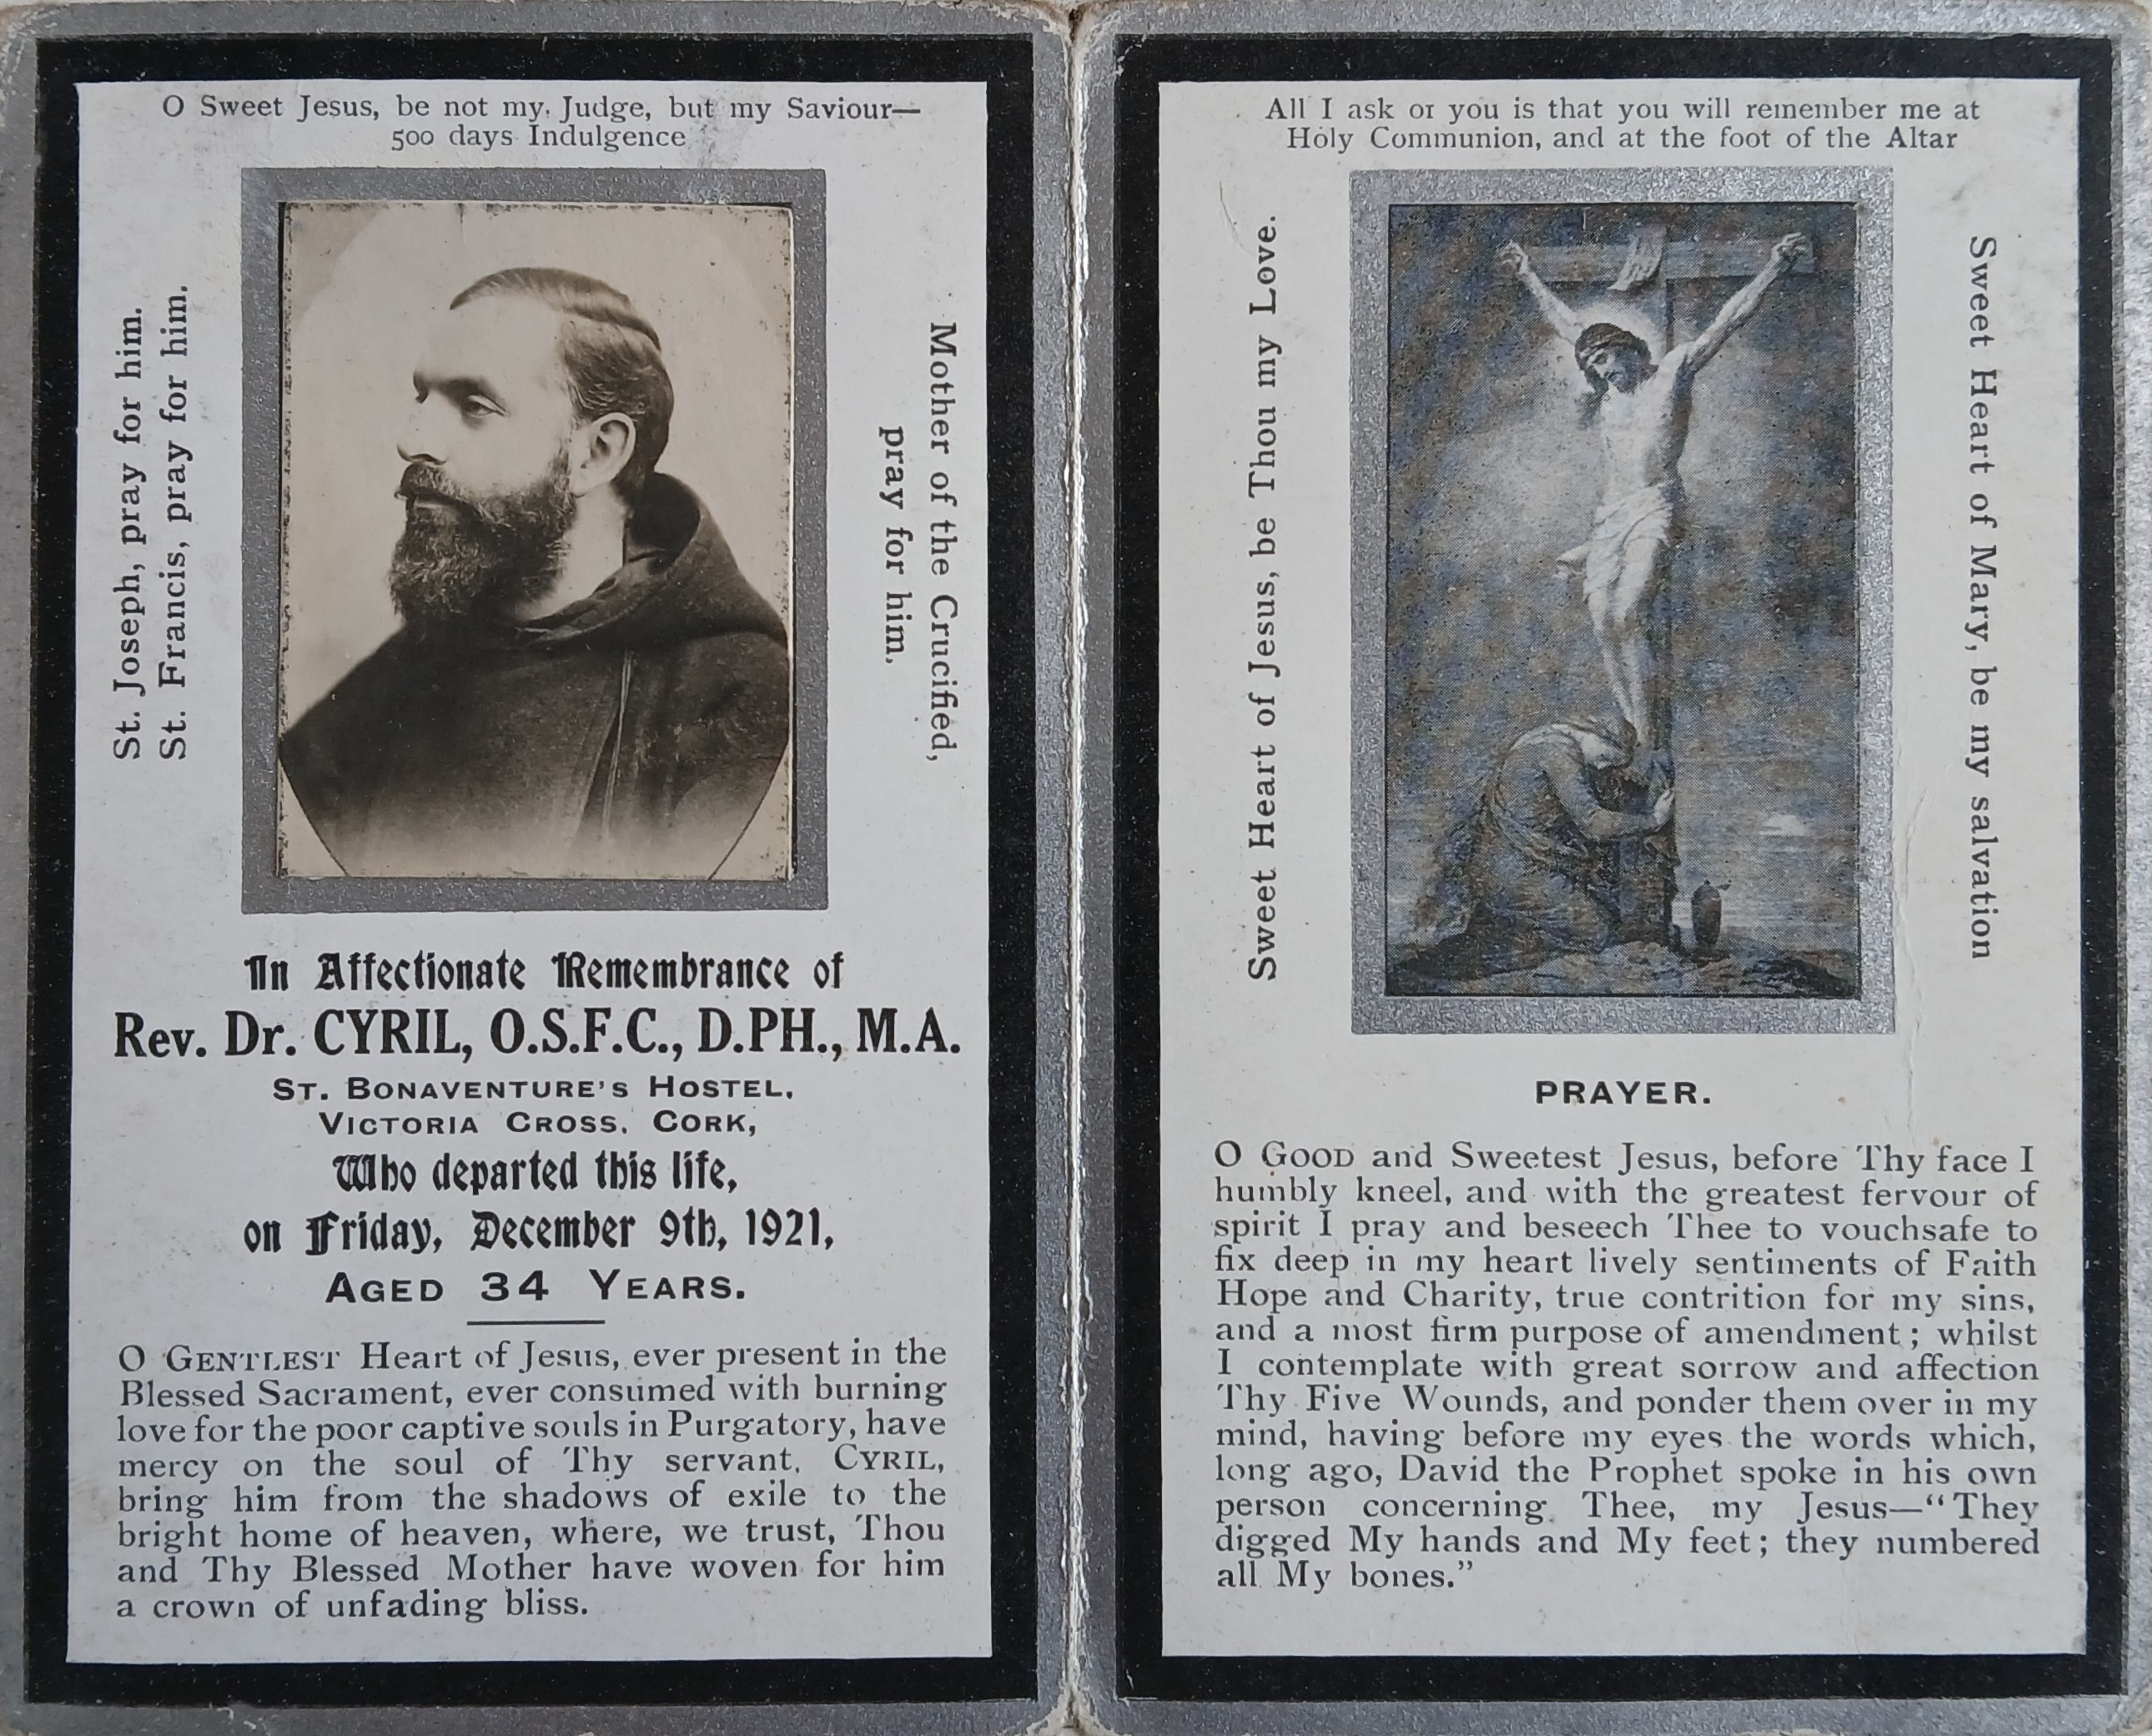 O Sweet Jesus, be not my Judge, but my Saviour—
500 days Indulgence
St. Joseph, pray for him.
St. Francis, pray for him.
Mother of the Crucified,
pray for him.
In Affectionate Remembrance of
Rev. Dr. CYRIL, O.S.F.C., D.PH., M.A.
ST. BONAVENTURE'S HOSTEL,
VICTORIA CROSS, CORK,
Who departed this life,
on Friday, December 9th, 1921,
AGED 34 YEARS.
O GENTLEST Heart of Jesus, ever present in the
Blessed Sacrament, ever consumed with burning
love for the poor captive souls in Purgatory, have
mercy on the soul of Thy servant, CYRIL,
bring him from the shadows of exile to the
bright home of heaven, where, we trust, Thou
and Thy Blessed Mother have woven for him
a crown of unfading bliss.
All I ask or you is that you will remember me at
Holy Communion, and at the foot of the Altar
Sweet Heart of Jesus, be Thou my Love.
Sweet Heart of Mary, be my salvation
PRAYER.
O GOOD and Sweetest Jesus, before Thy face I
humbly kneel, and with the greatest fervour of
spirit I pray and beseech Thee to vouchsafe to
fix deep in my heart lively sentiments of Faith
Hope and Charity, true contrition for my sins,
and a most firm purpose of amendment; whilst
I contemplate with great sorrow and affection
Thy Five Wounds, and ponder them over in my
mind, having before my eyes the words which,
long ago, David the Prophet spoke in his own
person concerning Thee, my Jesus—“They
digged My hands and My feet; they numbered
all My bones.”